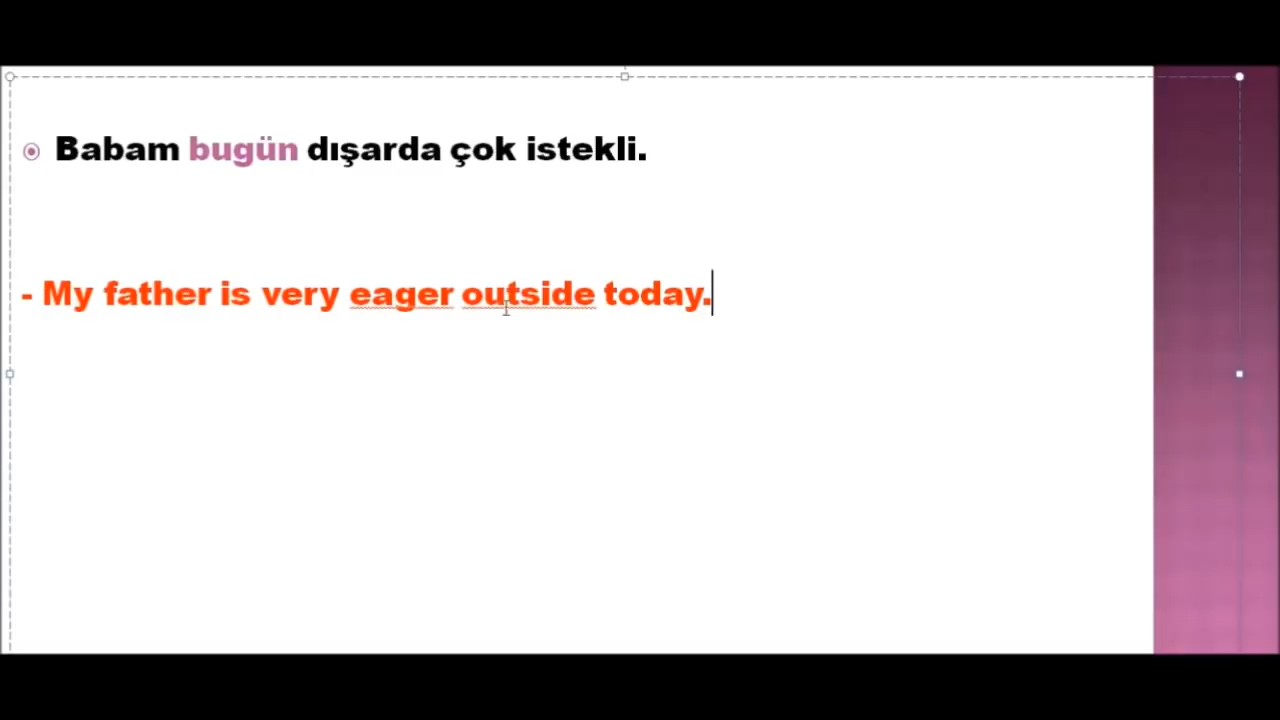 Babam bugün dışarda çok istekli.
- My father is very eager outside today.